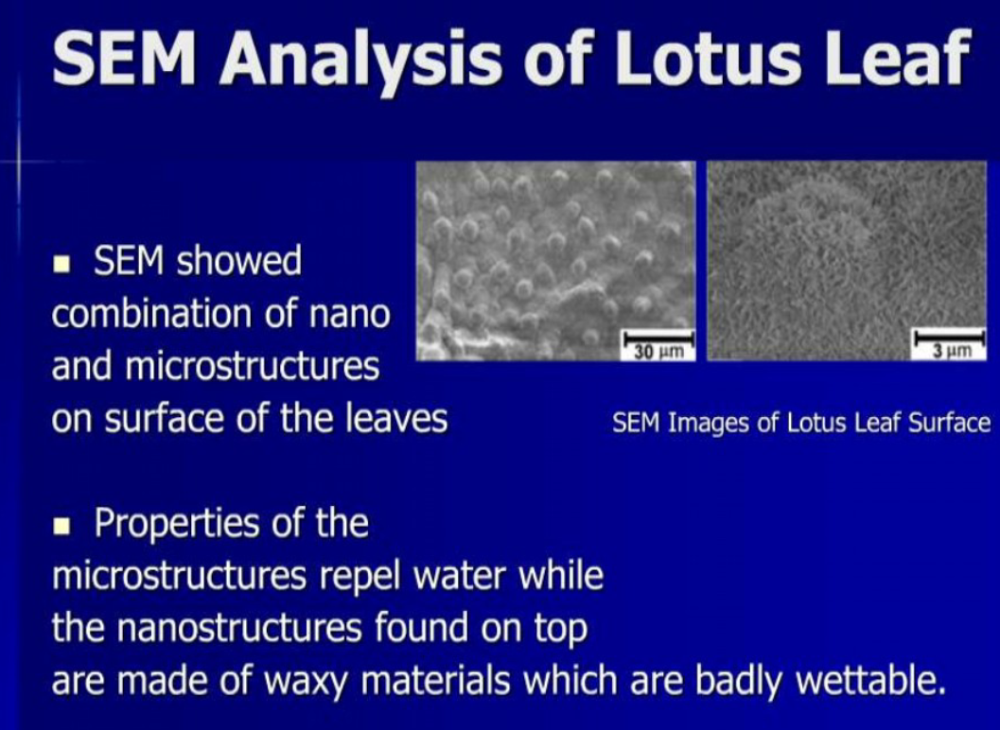 SEM Analysis of Lotus Leaf
■ SEM showed
combination of nano
and microstructures
on surface of the leaves
30 µm
3 µm
SEM Images of Lotus Leaf Surface
■ Properties of the
microstructures repel water while
the nanostructures found on top
are made of waxy materials which are badly wettable.